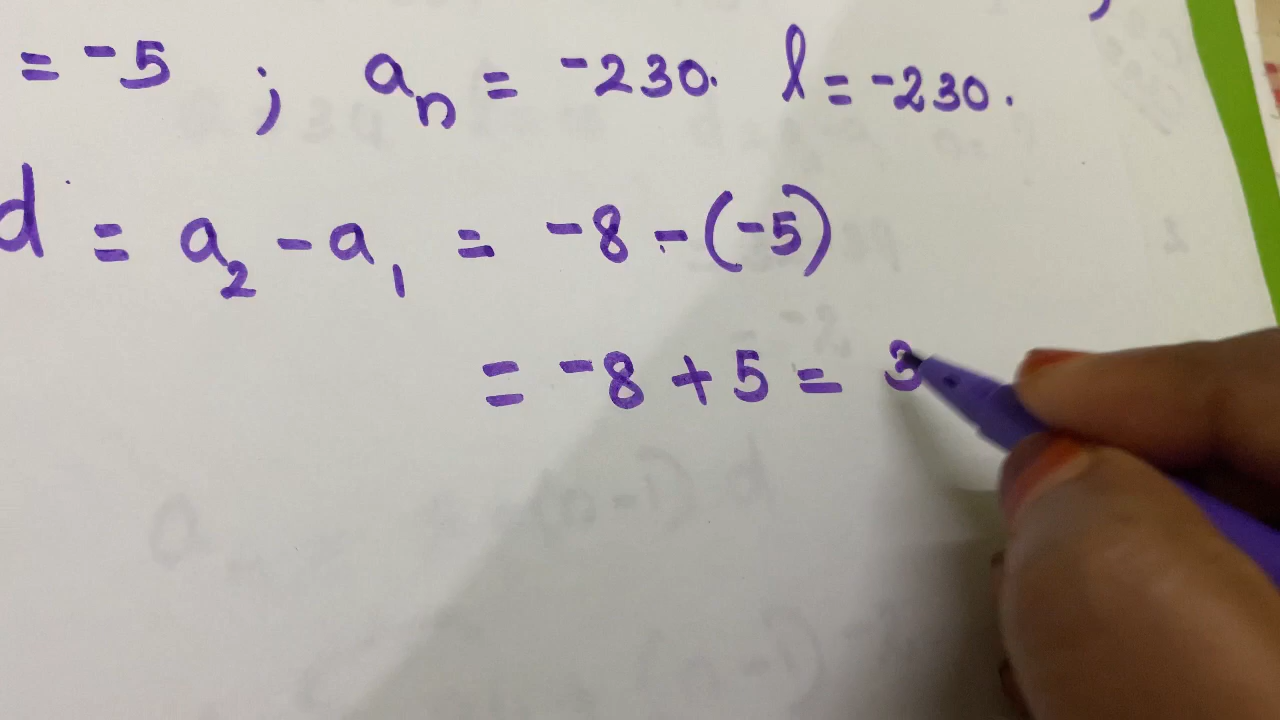 = -5 ; aₙ = -230. l = -230.
d = a₂ - a₁ = -8 - (-5)
= -8 + 5 = 3